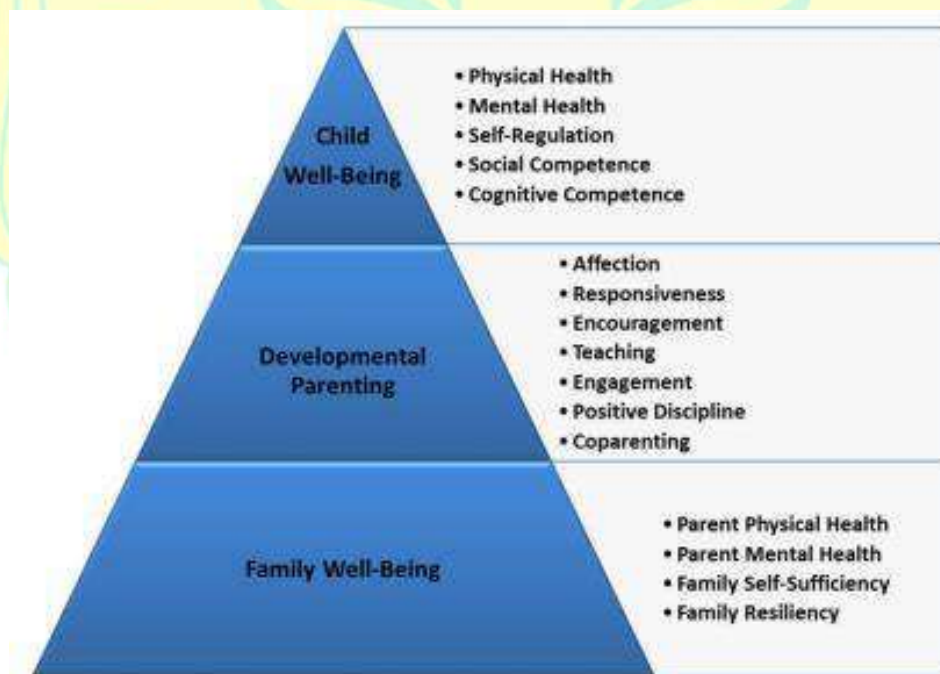 Child
Well-Being
• Physical Health
• Mental Health
• Self-Regulation
• Social Competence
• Cognitive Competence
Developmental
Parenting
• Affection
• Responsiveness
• Encouragement
• Teaching
• Engagement
• Positive Discipline
• Coparenting
Family Well-Being
• Parent Physical Health
• Parent Mental Health
• Family Self-Sufficiency
• Family Resiliency